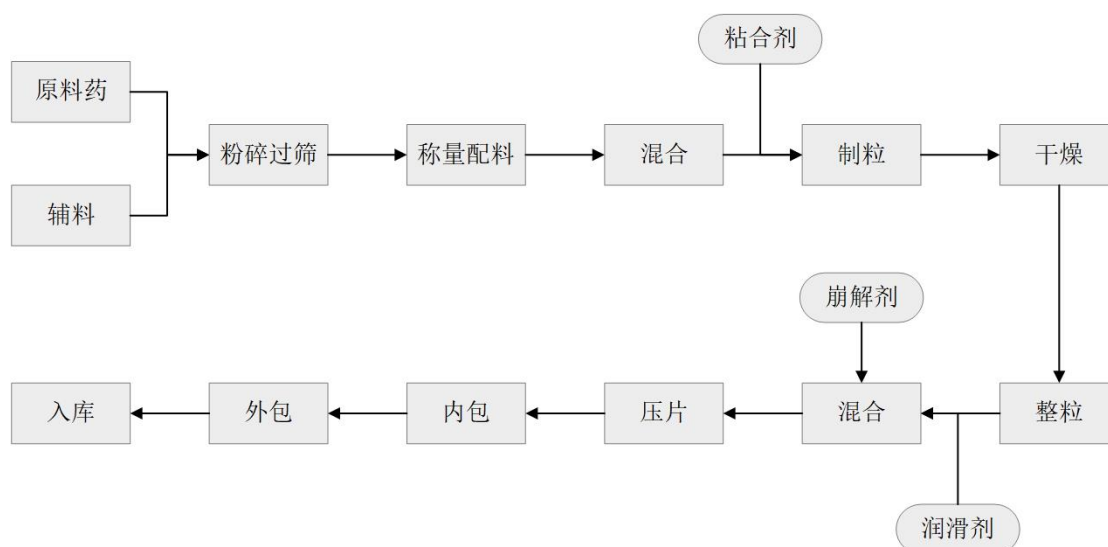 粘合剂
原料药
粉碎过筛
称量配料
混合
制粒
干燥
辅料
崩解剂
入库
外包
内包
压片
混合
整粒
润滑剂